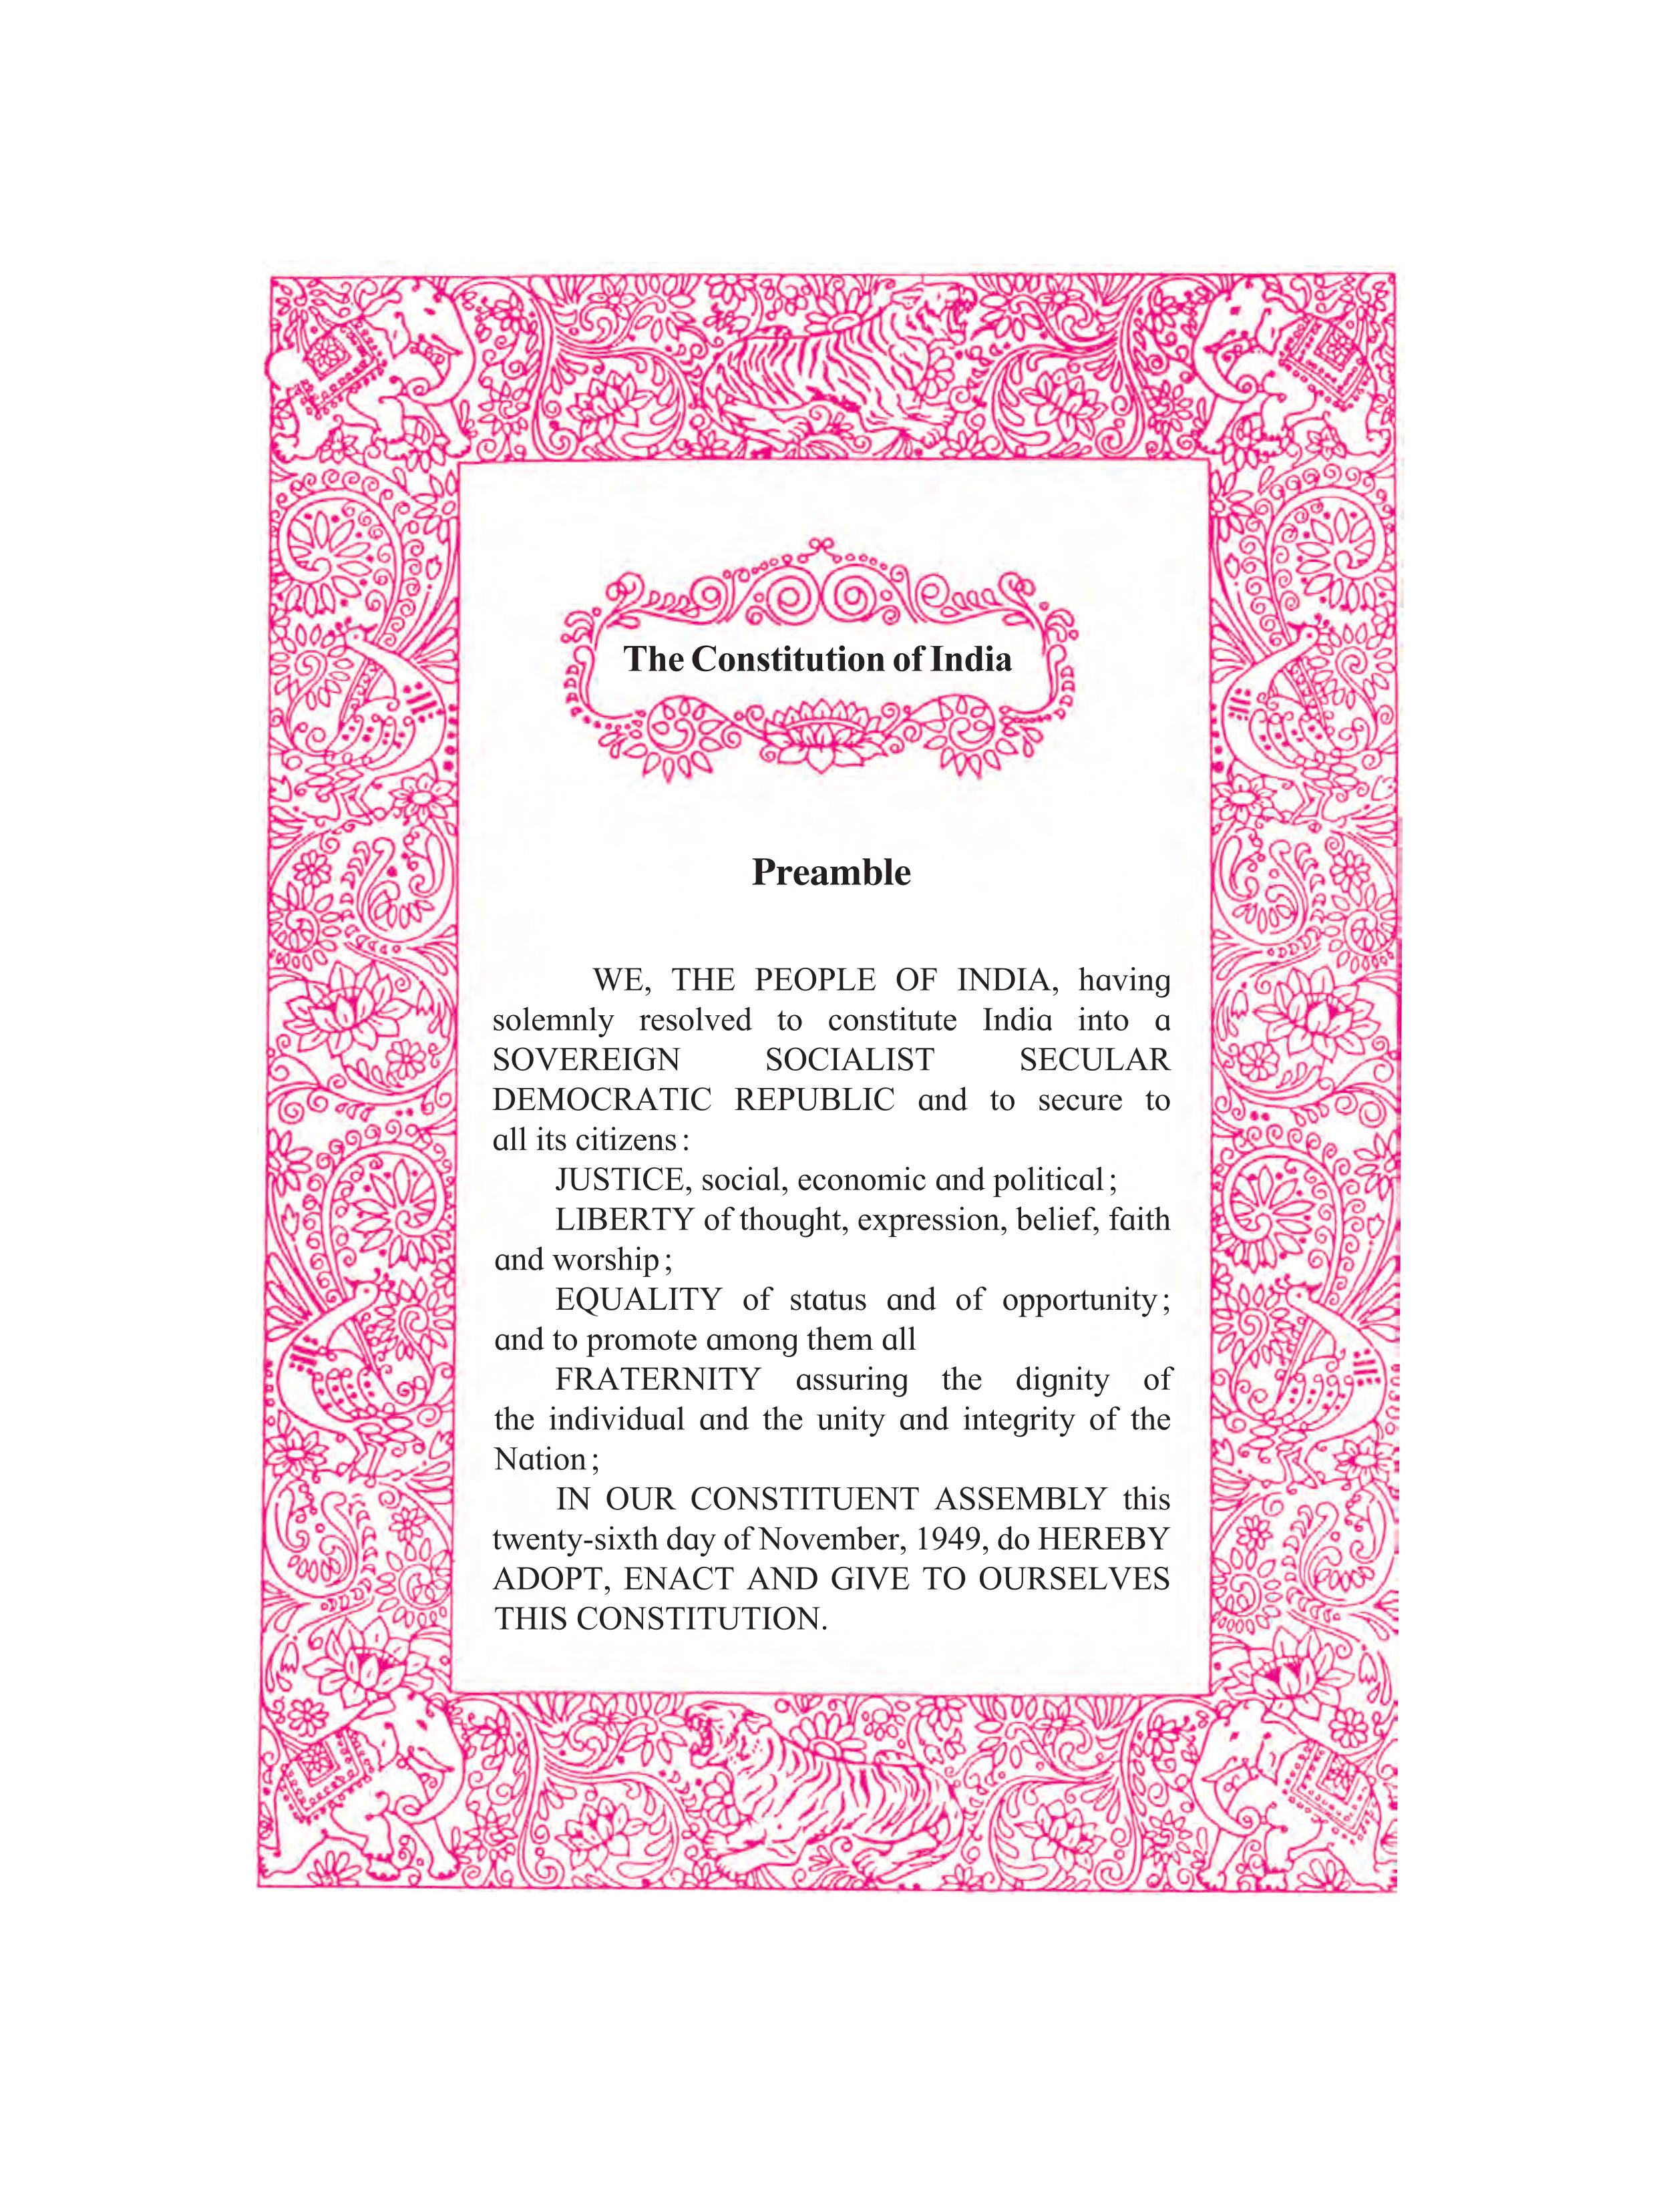 The Constitution of India
Preamble
WE, THE PEOPLE OF INDIA, having
solemnly resolved to constitute India into a
SOVEREIGN SOCIALIST SECULAR
DEMOCRATIC REPUBLIC and to secure to
all its citizens :
JUSTICE, social, economic and political ;
LIBERTY of thought, expression, belief, faith
and worship ;
EQUALITY of status and of opportunity ;
and to promote among them all
FRATERNITY assuring the dignity of
the individual and the unity and integrity of the
Nation ;
IN OUR CONSTITUENT ASSEMBLY this
twenty-sixth day of November, 1949, do HEREBY
ADOPT, ENACT AND GIVE TO OURSELVES
THIS CONSTITUTION.